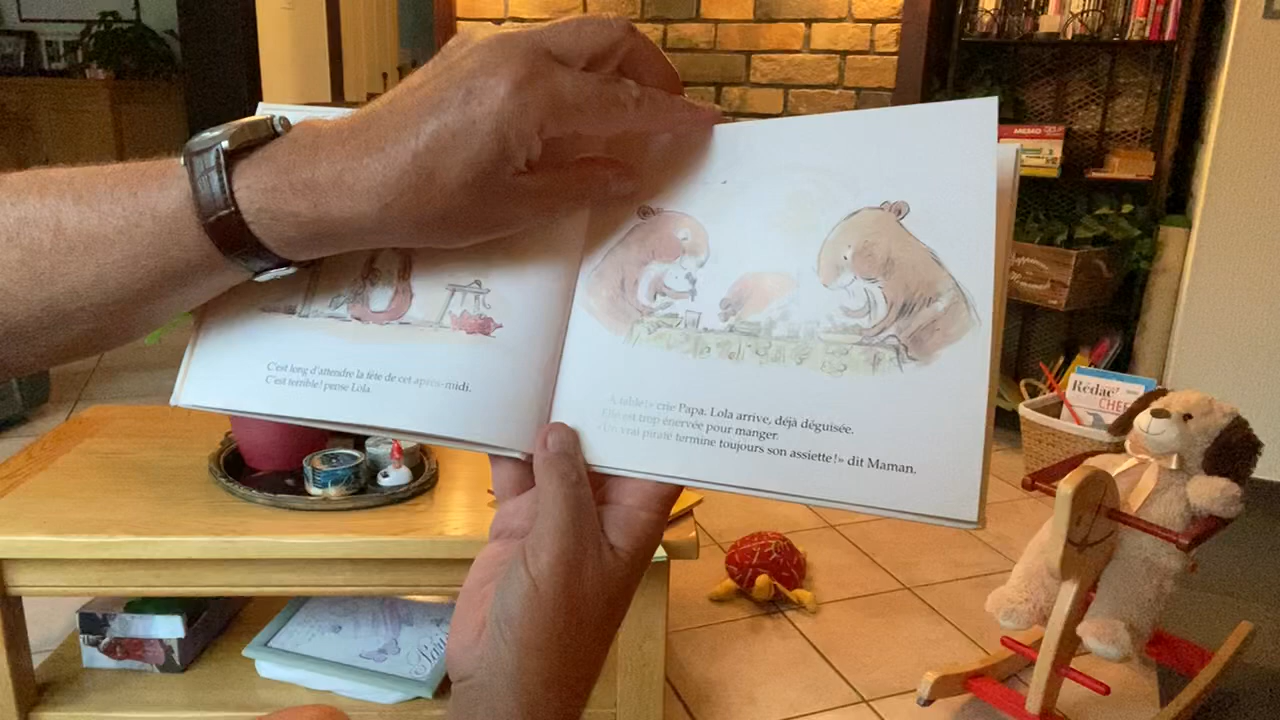 C'est long d'attendre la fête de cet après-midi.
C'est terrible! pense Lola.
À table!» crie Papa. Lola arrive, déjà déguisée.
Elle est trop énervée pour manger.
«Un vrai pirate termine toujours son assiette!» dit Maman.
MEMO
Rédac'
CHEF